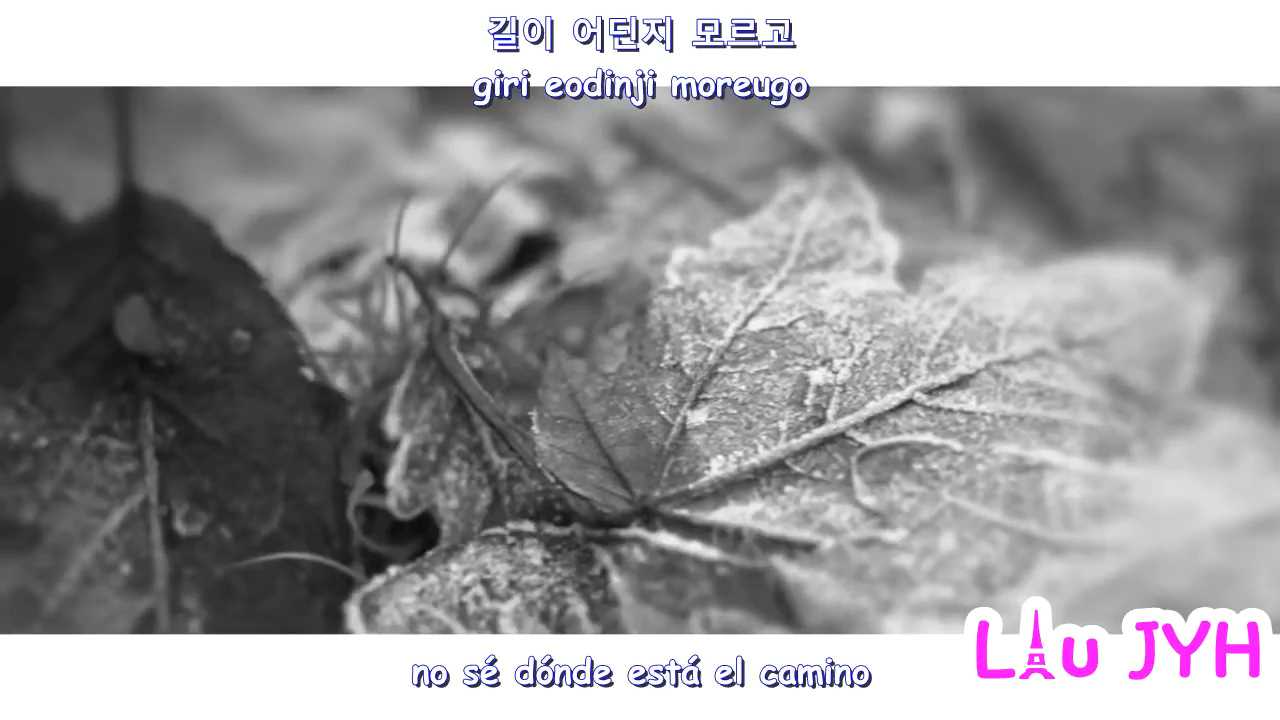 길이 어딘지 모르고
giri eodinji moreugo
no sé dónde está el camino
LAu JYH